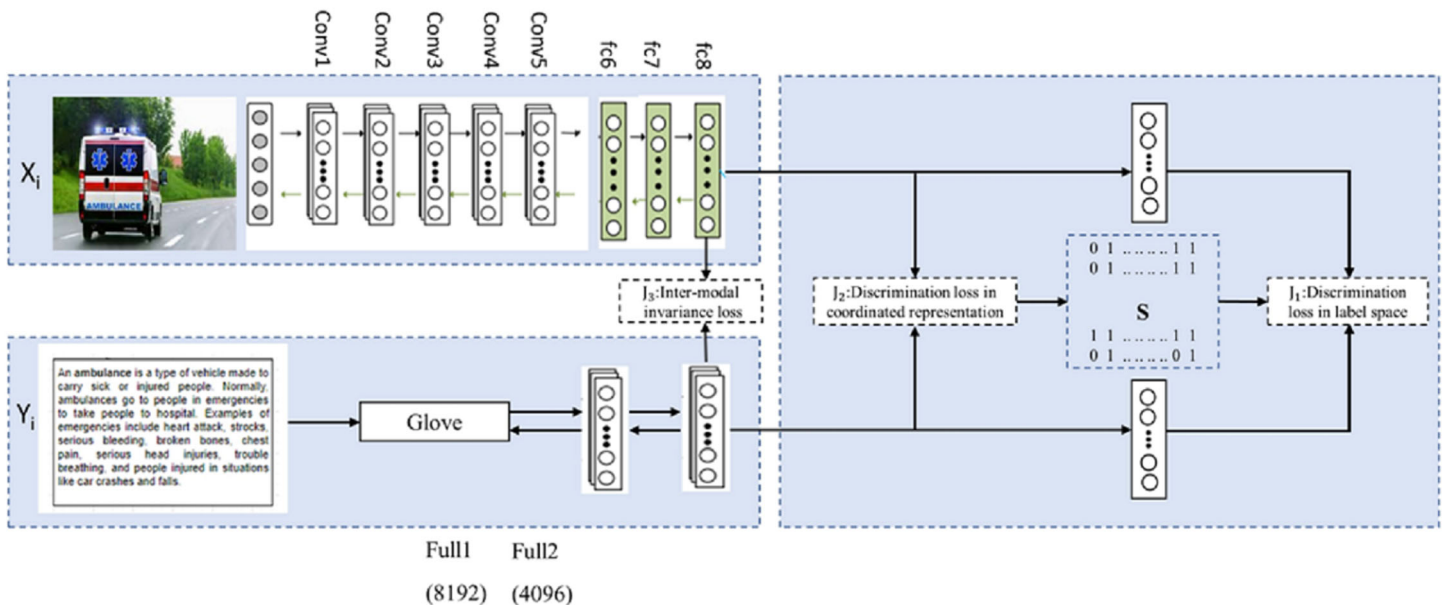 Conv1
Conv2
Conv3
Conv4
Conv5
fc6
fc7
fc8
Xi
AMBULANCE
J3:Inter-modal
invariance loss
J2:Discrimination loss in
coordinated representation
0 1 ......... 1 1
0 1 ......... 1 1
S
1 1 ......... 1 1
0 1 ......... 0 1
J1:Discrimination
loss in label space
Yi
An ambulance is a type of vehicle made to
carry sick or injured people. Normally,
ambulances go to people in emergencies
to take people to hospital. Examples of
emergencies include heart attack, strocks,
serious bleeding, broken bones, chest
pain, serious head injuries, trouble
breathing, and people injured in situations
like car crashes and falls.
Glove
Full1 Full2
(8192) (4096)